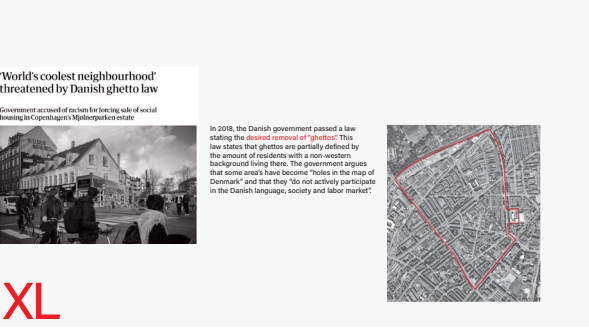 'World's coolest neighbourhood'
threatened by Danish ghetto law
Government accused of racism for forcing sale of social
housing in Copenhagen's Mjolnerparken estate
In 2018, the Danish government passed a law
stating the desired removal of "ghettos". This
law states that ghettos are partially defined by
the amount of residents with a non-western
background living there. The government argues
that some area's have become "holes in the map of
Denmark" and that they "do not actively participate
in the Danish language, society and labor market".
XL